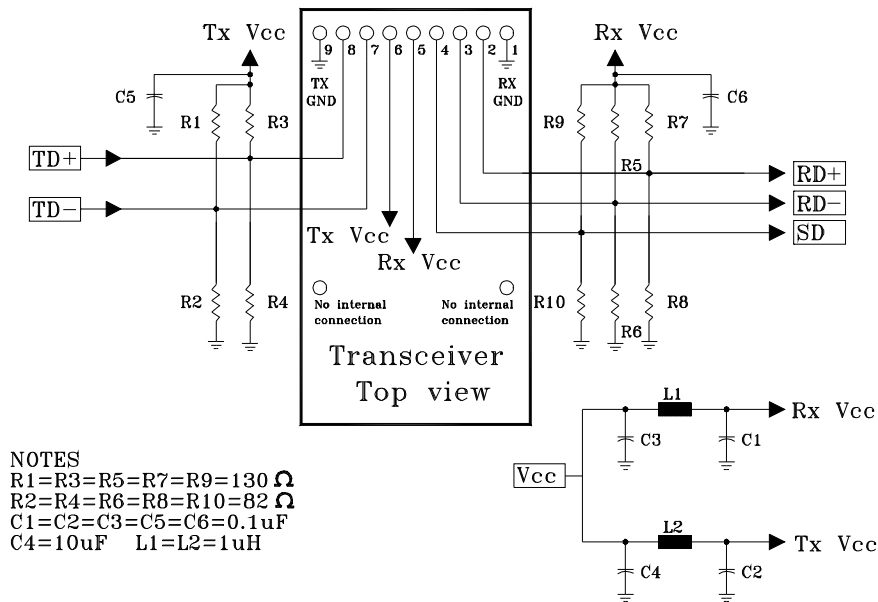 Tx Vcc
Rx Vcc
9 8 7 6 5 4 3 2 1
TX
GND
RX
GND
C5
C6
R1
R3
R9
R7
TD+
R5
RD+
TD-
RD-
Tx Vcc
SD
Rx Vcc
R2
R4
No internal
connection
No internal
connection
R10
R8
R6
Transceiver
Top view
L1
Rx Vcc
C3
C1
Vcc
L2
Tx Vcc
C4
C2
NOTES
R1=R3=R5=R7=R9=130 Ω
R2=R4=R6=R8=R10=82 Ω
C1=C2=C3=C5=C6=0.1uF
C4=10uF L1=L2=1uH